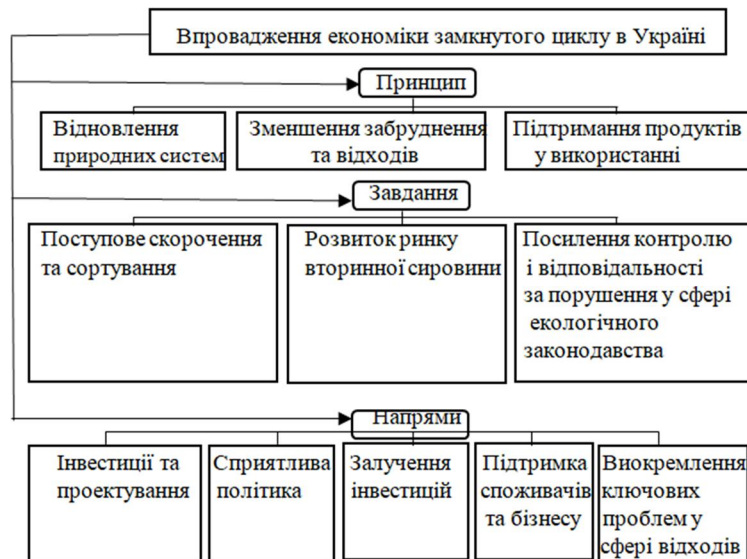 Впровадження економіки замкнутого циклу в Україні
Принцип
Відновлення
природних систем
Зменшення забруднення
та відходів
Підтримання продуктів
у використанні
Завдання
Поступове скорочення
та сортування
Розвиток ринку
вторинної сировини
Посилення контролю
і відповідальності
за порушення у сфері
екологічного
законодавства
Напрями
Інвестиції та
проектування
Сприятлива
політика
Залучення
інвестицій
Підтримка
споживачів
та бізнесу
Виокремлення
ключових
проблем у
сфері відходів